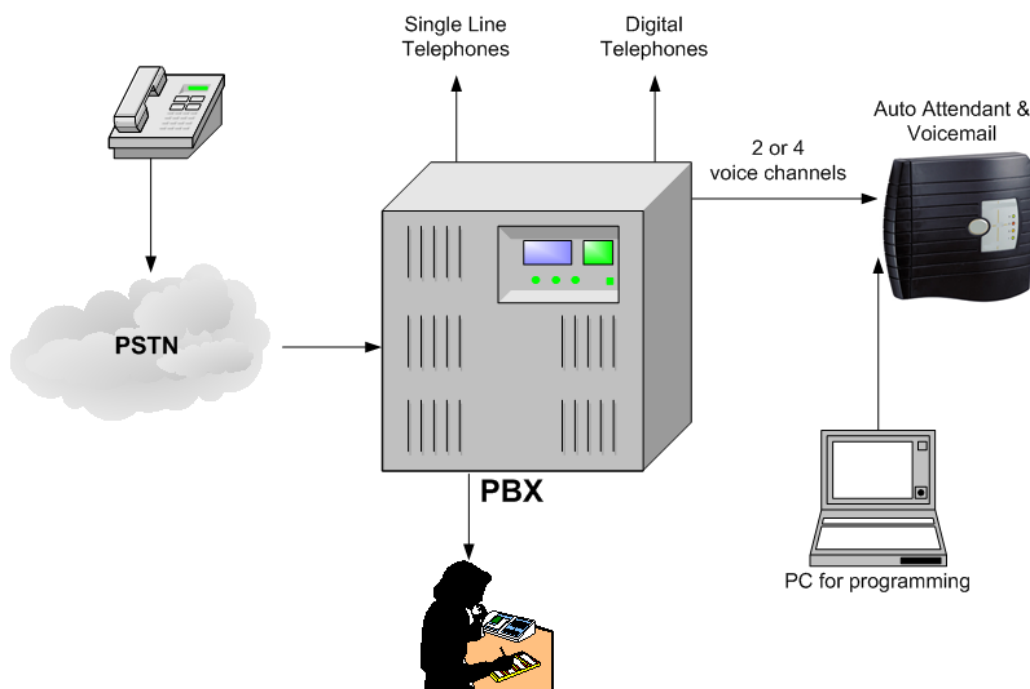 Single Line
Telephones
Digital
Telephones
Auto Attendant &
Voicemail
2 or 4
voice channels
PSTN
PBX
PC for programming